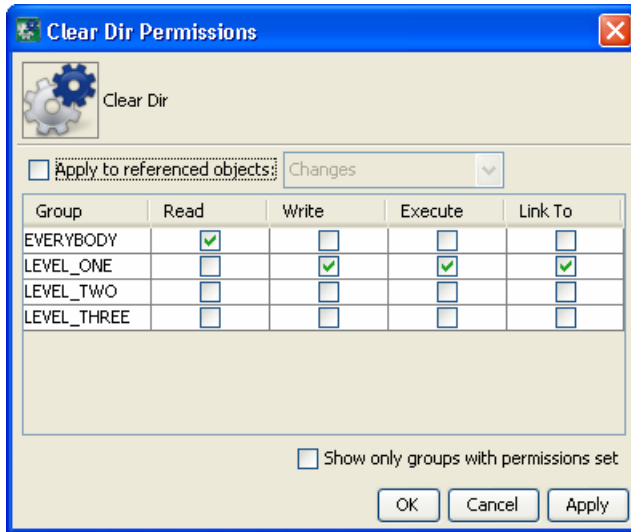 Clear Dir Permissions
Clear Dir
Apply to referenced objects: Changes
Group Read Write Execute Link To
EVERYBODY
LEVEL_ONE
LEVEL_TWO
LEVEL_THREE
Show only groups with permissions set
OK Cancel Apply